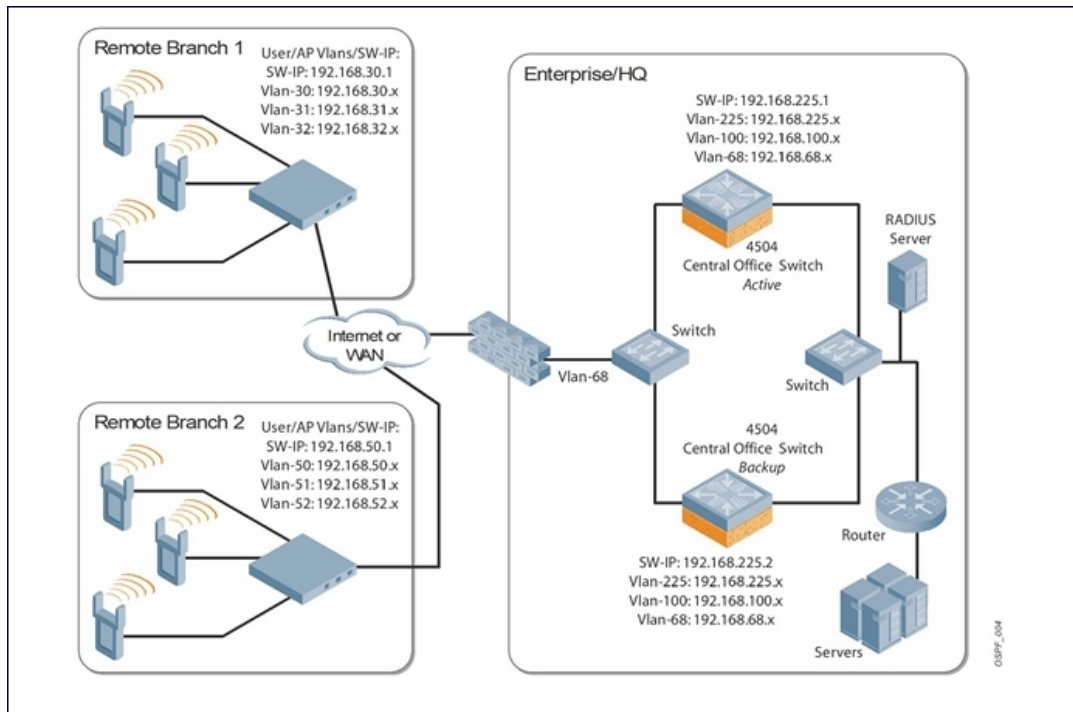 Remote Branch 1
User/AP Vlans/SW-IP:
SW-IP: 192.168.30.1
Vlan-30: 192.168.30.x
Vlan-31: 192.168.31.x
Vlan-32: 192.168.32.x
Internet or
WAN
Remote Branch 2
User/AP Vlans/SW-IP:
SW-IP: 192.168.50.1
Vlan-50: 192.168.50.x
Vlan-51: 192.168.51.x
Vlan-52: 192.168.52.x
Enterprise/HQ
SW-IP: 192.168.225.1
Vlan-225: 192.168.225.x
Vlan-100: 192.168.100.x
Vlan-68: 192.168.68.x
4504
Central Office Switch
Active
RADIUS
Server
Switch
Vlan-68
Switch
4504
Central Office Switch
Backup
SW-IP: 192.168.225.2
Vlan-225: 192.168.225.x
Vlan-100: 192.168.100.x
Vlan-68: 192.168.68.x
Router
Servers
OSPF_004